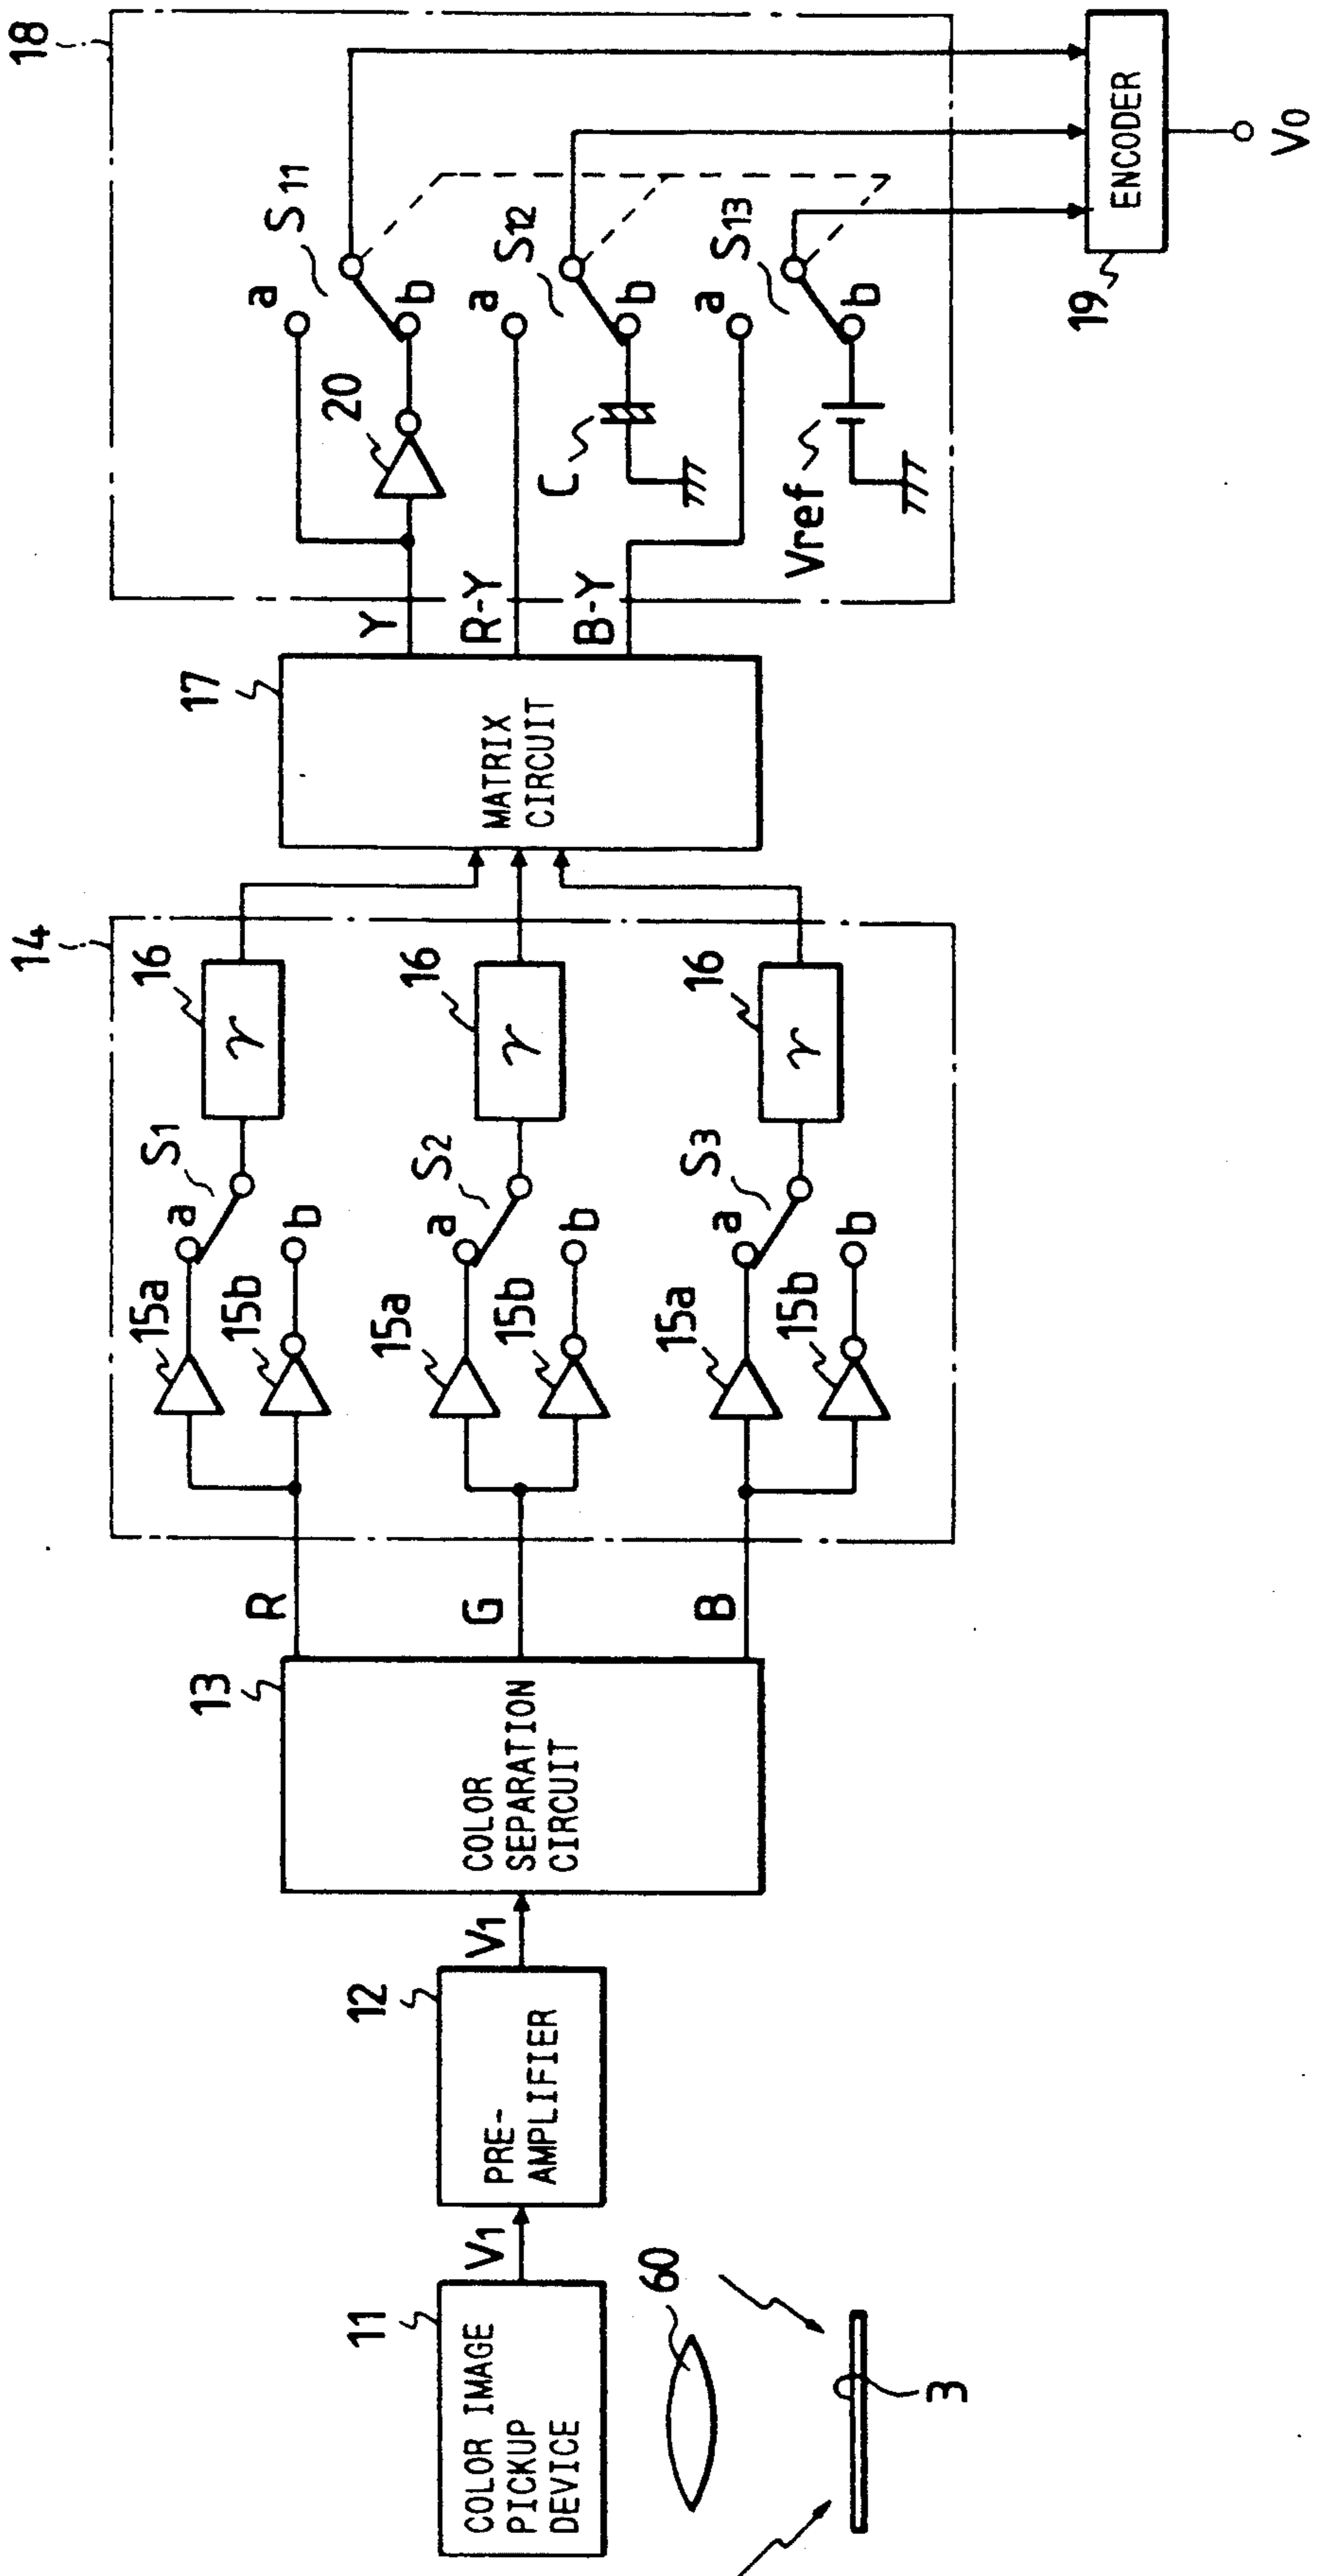 11
COLOR IMAGE
PICKUP
DEVICE
V1
60
3
12
PRE-
AMPLIFIER
V1
13
COLOR
SEPARATION
CIRCUIT
R
G
B
14
15a
15b
a
b
S1
16
γ
15a
15b
a
b
S2
16
γ
15a
15b
a
b
S3
16
γ
17
MATRIX
CIRCUIT
Y
R-Y
B-Y
18
20
a
b
S11
C
a
b
S12
Vref
a
b
S13
19
ENCODER
V0